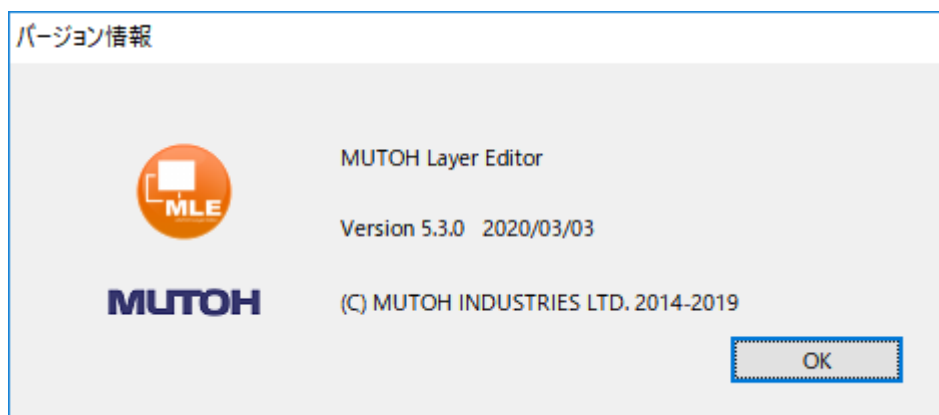 バージョン情報
MUTOH Layer Editor
MLE
Version 5.3.0 2020/03/03
MUTOH
(C) MUTOH INDUSTRIES LTD. 2014-2019
OK